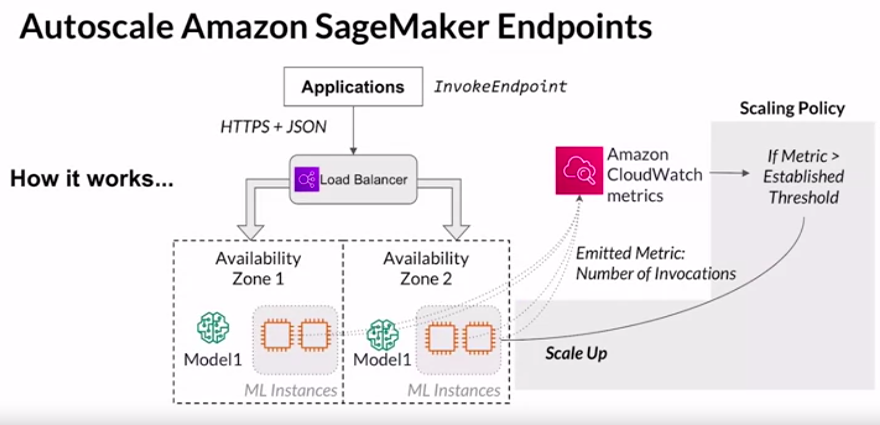 Autoscale Amazon SageMaker Endpoints
Applications
InvokeEndpoint
HTTPS + JSON
How it works...
Load Balancer
Availability
Zone 1
Model1
ML Instances
Availability
Zone 2
Model1
ML Instances
Amazon
CloudWatch
metrics
Emitted Metric:
Number of Invocations
Scaling Policy
If Metric >
Established
Threshold
Scale Up